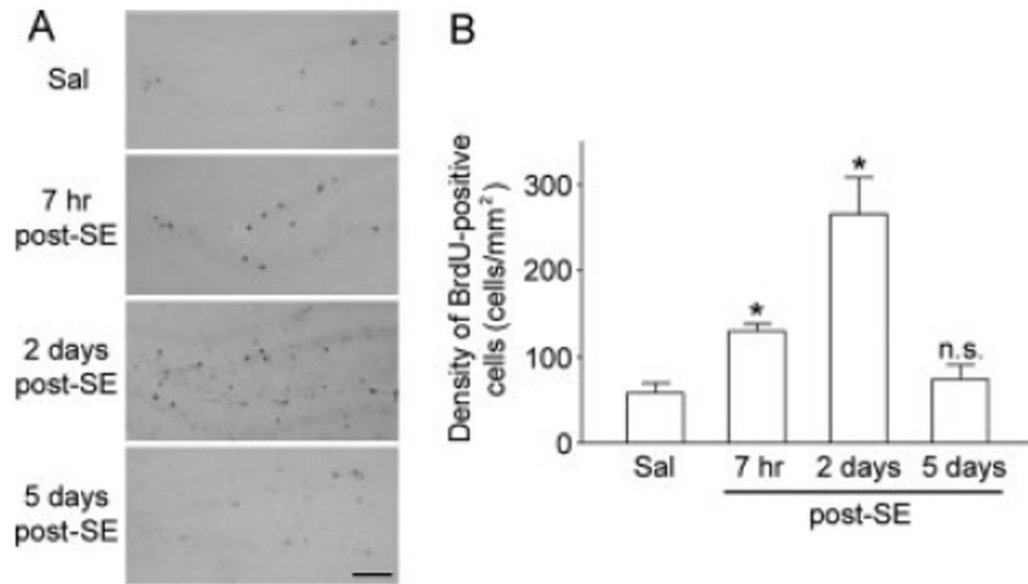 A
Sal
7 hr
post-SE
2 days
post-SE
5 days
post-SE
B
Density of BrdU-positive
cells (cells/mm²)
300
200
100
0
*
*
n.s.
Sal
7 hr
2 days
5 days
post-SE